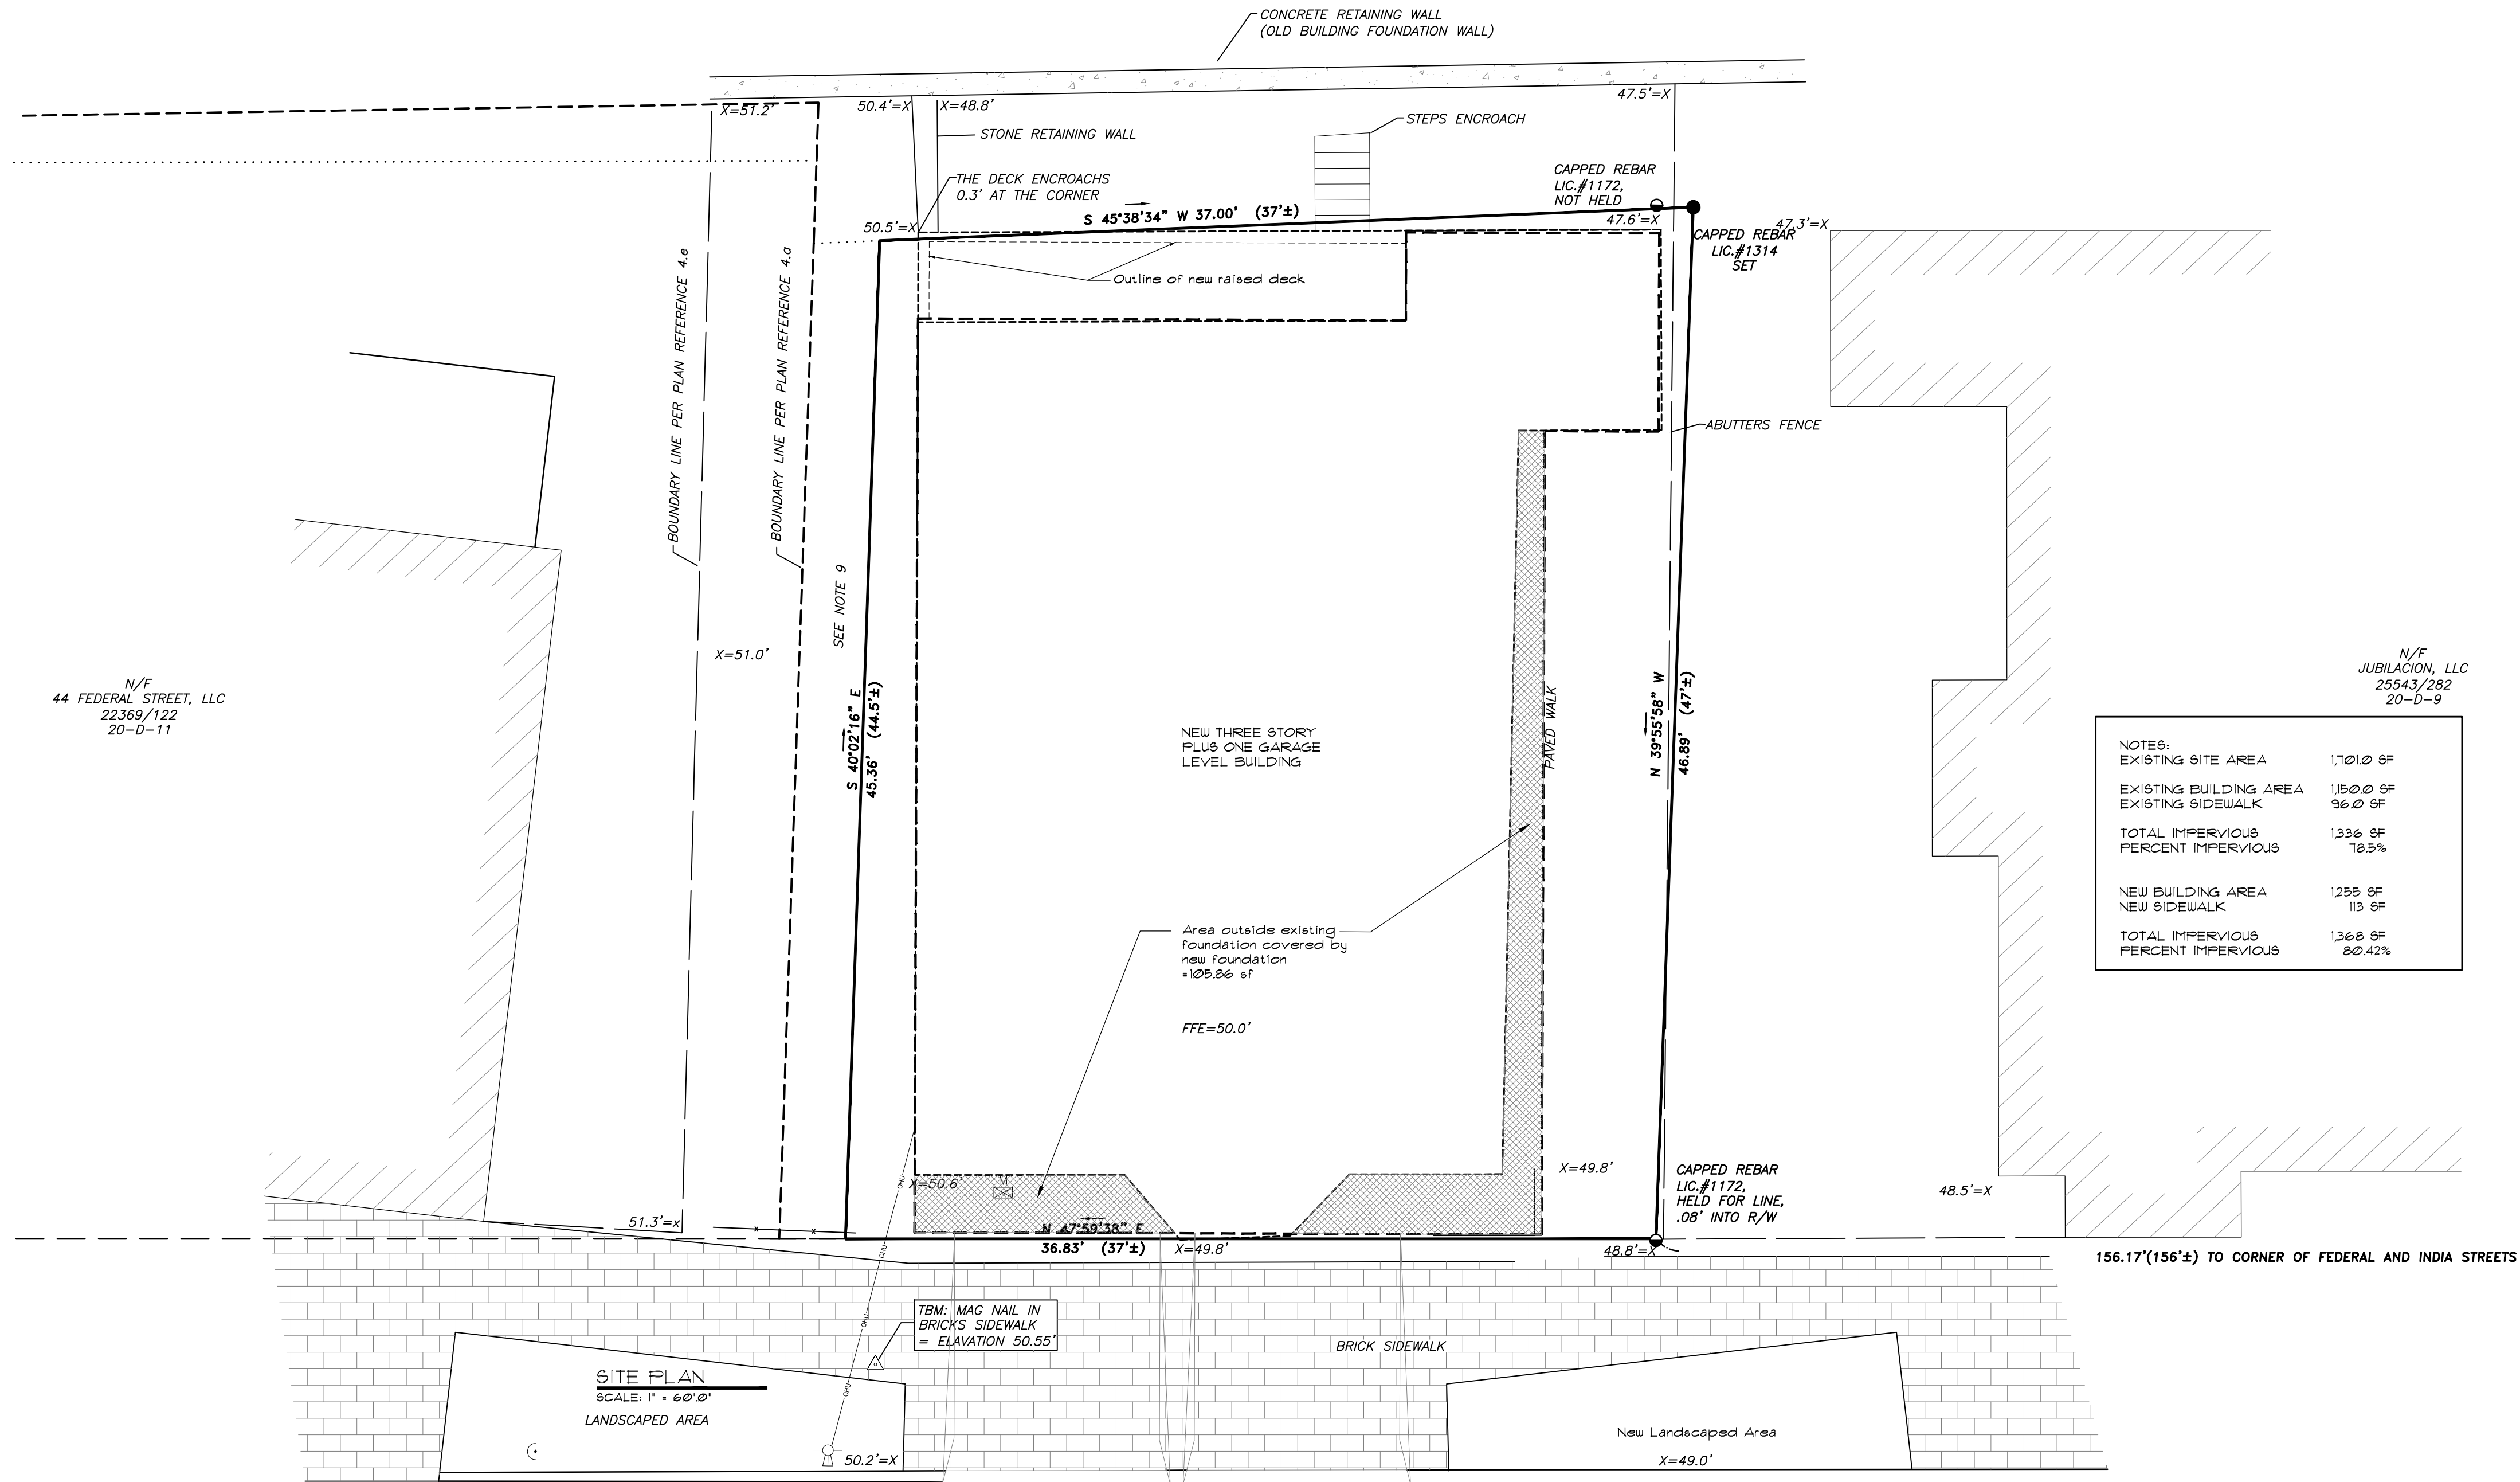 CONCRETE RETAINING WALL
(OLD BUILDING FOUNDATION WALL)
X=51.2'
50.4'=X
X=48.8'
47.5'=X
STONE RETAINING WALL
STEPS ENCROACH
THE DECK ENCROACHS
0.3' AT THE CORNER
CAPPED REBAR
LIC.#1172,
NOT HELD
S 45°38'34" W 37.00' (37'±)
50.5'=X
47.6'=X
47.3'=X
CAPPED REBAR
LIC.#1314
SET
Outline of new raised deck
BOUNDARY LINE PER PLAN REFERENCE 4.e
BOUNDARY LINE PER PLAN REFERENCE 4.a
SEE NOTE 9
ABUTTERS FENCE
X=51.0'
N/F
44 FEDERAL STREET, LLC
22369/122
20-D-11
S 40°02'16" E
45.36' (44.5'±)
NEW THREE STORY
PLUS ONE GARAGE
LEVEL BUILDING
PAVED WALK
N 39°55'58" W
46.89' (47'±)
N/F
JUBILACION, LLC
25543/282
20-D-9
NOTES:
EXISTING SITE AREA 1,701.0 SF
EXISTING BUILDING AREA 1,150.0 SF
EXISTING SIDEWALK 96.0 SF
TOTAL IMPERVIOUS 1,336 SF
PERCENT IMPERVIOUS 78.5%
NEW BUILDING AREA 1,255 SF
NEW SIDEWALK 113 SF
TOTAL IMPERVIOUS 1,368 SF
PERCENT IMPERVIOUS 80.42%
Area outside existing
foundation covered by
new foundation
=105.86 sf
FFE=50.0'
X=49.8'
CAPPED REBAR
LIC.#1172,
HELD FOR LINE,
.08' INTO R/W
48.5'=X
OHU
X=50.6'
M
51.3'=x
x x
N 47°59'38" E
36.83' (37'±)
X=49.8'
48.8'=X
OHU
156.17'(156'±) TO CORNER OF FEDERAL AND INDIA STREETS
TBM: MAG NAIL IN
BRICKS SIDEWALK
= ELAVATION 50.55'
OHU
BRICK SIDEWALK
SITE PLAN
SCALE: 1" = 60'.0"
OHU
LANDSCAPED AREA
New Landscaped Area
50.2'=X
X=49.0'